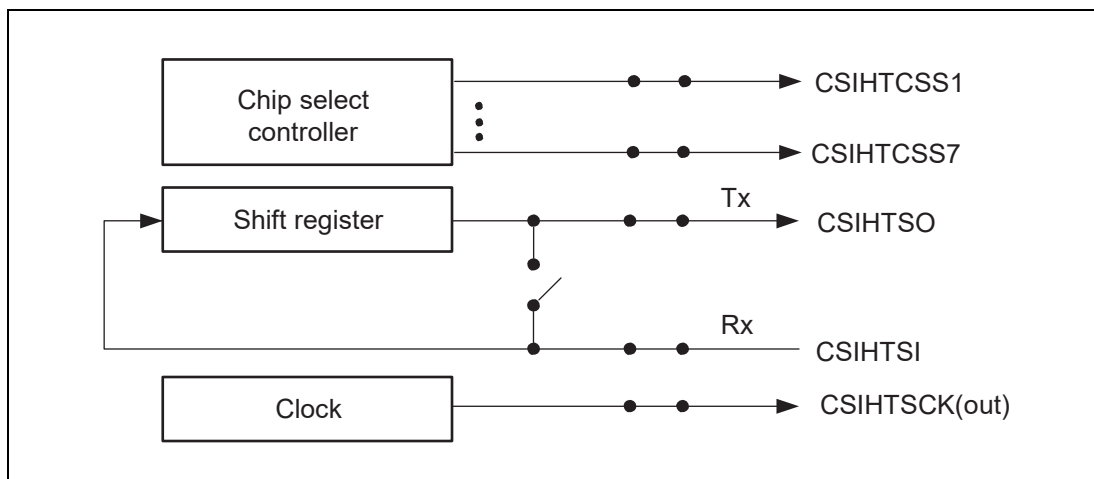 Chip select
controller
CSIHTCSS1
CSIHTCSS7
Shift register
Tx
CSIHTSO
Rx
CSIHTSI
Clock
CSIHTSCK(out)